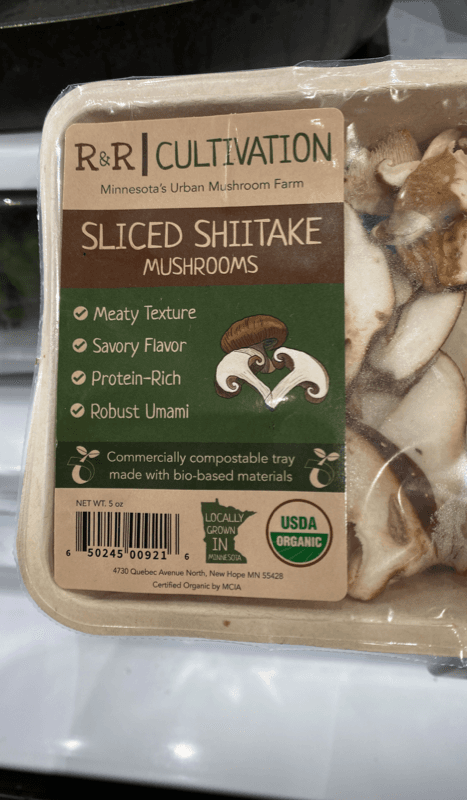 R&R | CULTIVATION
Minnesota's Urban Mushroom Farm
SLICED SHIITAKE
MUSHROOMS
Meaty Texture
Savory Flavor
Protein-Rich
Robust Umami
Commercially compostable tray
made with bio-based materials
NET WT. 5 oz
6 50245 00921 6
LOCALLY
GROWN
IN
MINNESOTA
USDA
ORGANIC
4730 Quebec Avenue North, New Hope MN 55428
Certified Organic by MCIA